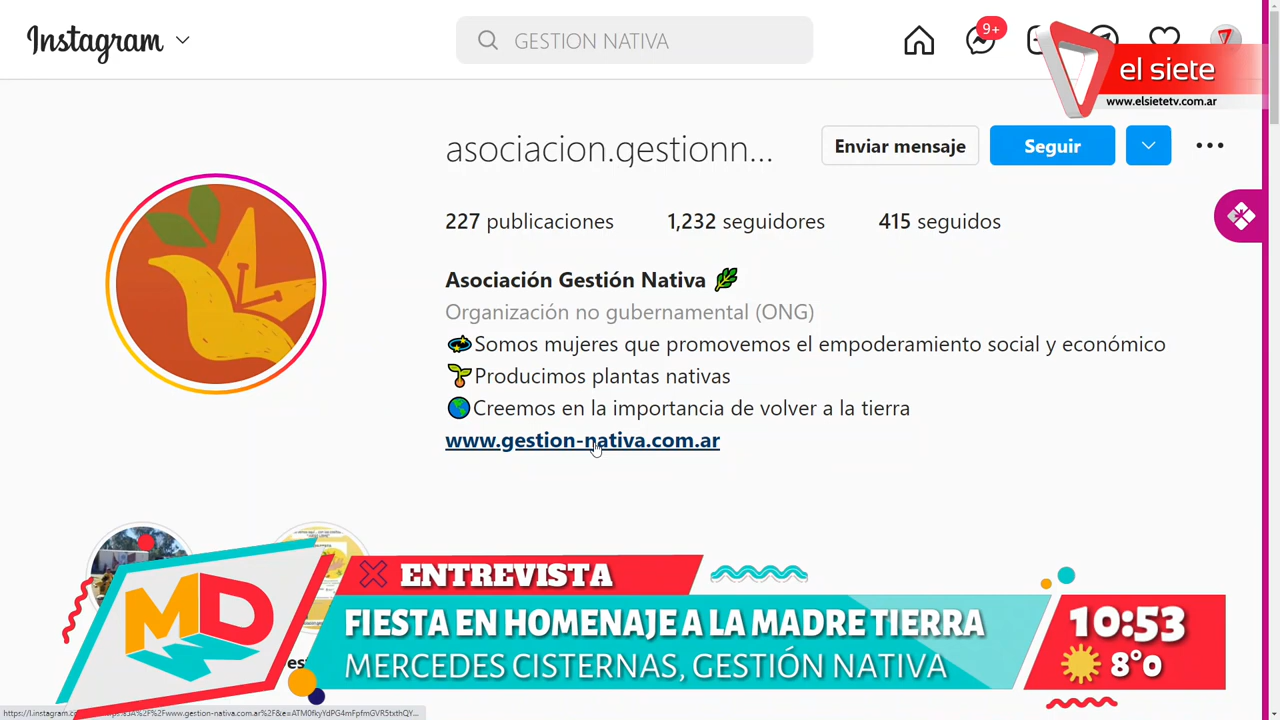 Instagram
GESTION NATIVA
9+
el siete
www.elsietetv.com.ar
asociacion.gestionn...
Enviar mensaje
Seguir
227 publicaciones
1,232 seguidores
415 seguidos
Asociación Gestión Nativa
Organización no gubernamental (ONG)
Somos mujeres que promovemos el empoderamiento social y económico
Producimos plantas nativas
Creemos en la importancia de volver a la tierra
www.gestion-nativa.com.ar
MD
ENTREVISTA
FIESTA EN HOMENAJE A LA MADRE TIERRA
MERCEDES CISTERNAS, GESTIÓN NATIVA
10:53
8°0